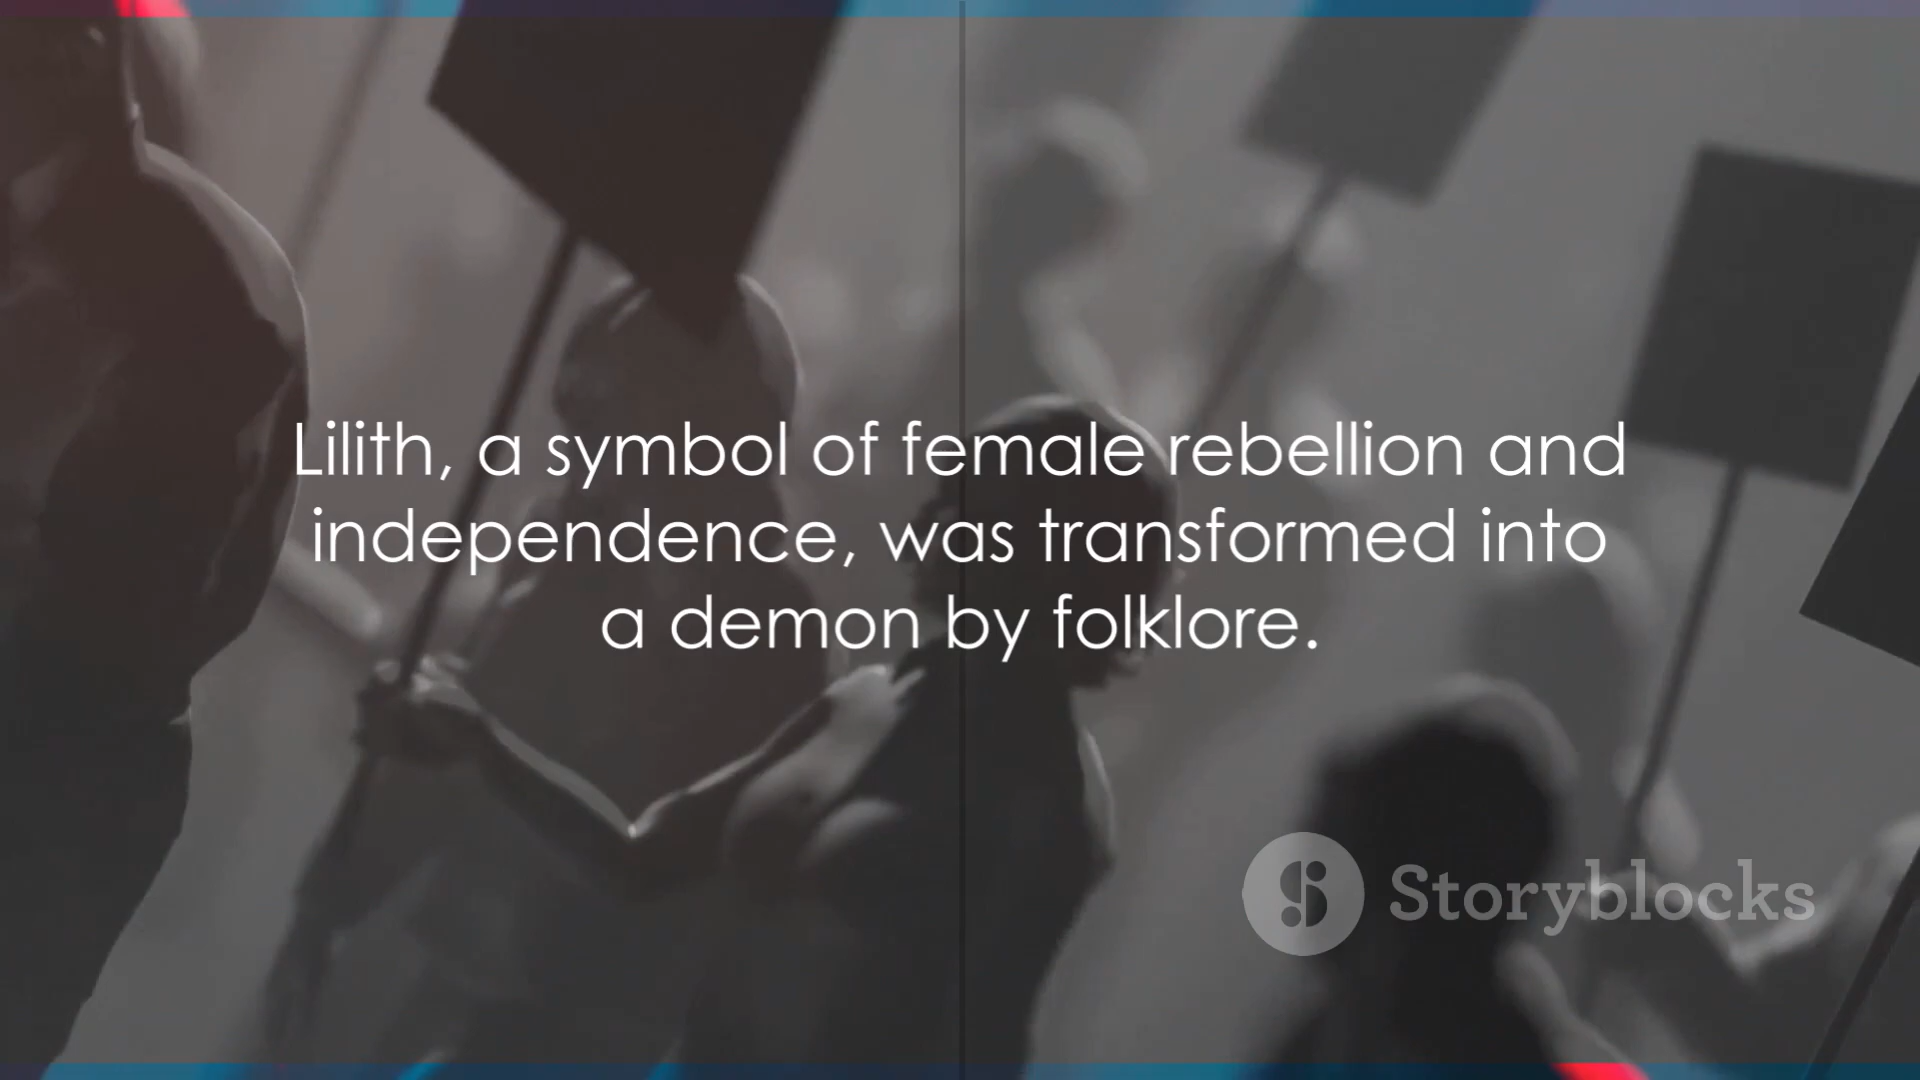 Lilith, a symbol of female rebellion and
independence, was transformed into
a demon by folklore.
Storyblocks